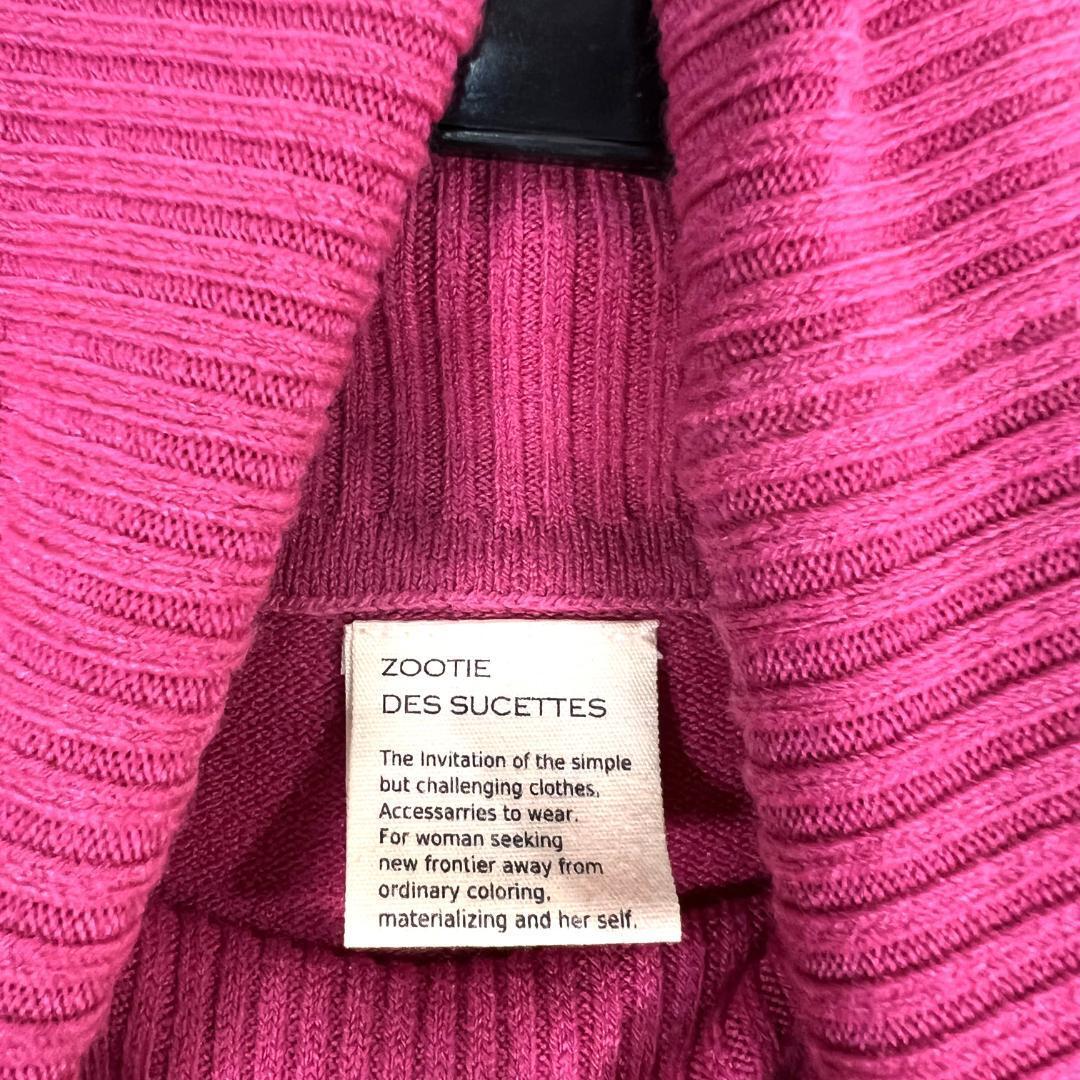 ZOOTIE
DES SUCETTES
The Invitation of the simple
but challenging clothes,
Accessarries to wear.
For woman seeking
new frontier away from
ordinary coloring,
materializing and her self.